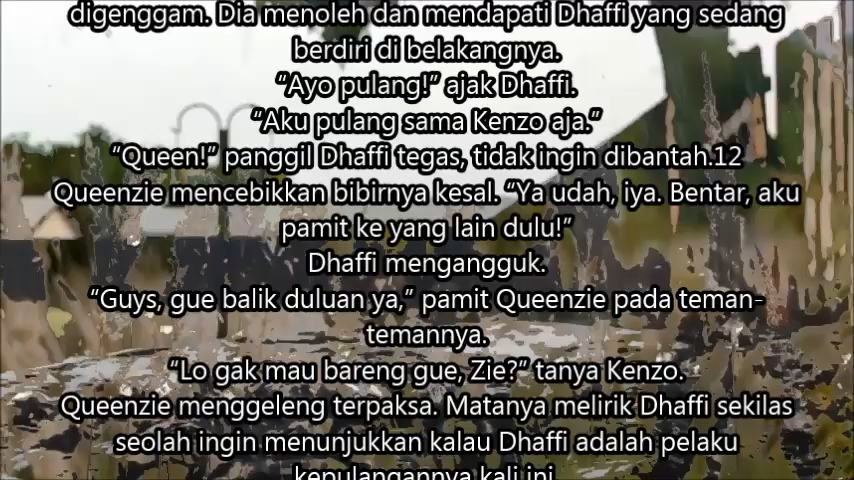 digenggam. Dia menoleh dan mendapati Dhaffi yang sedang
berdiri di belakangnya.
“Ayo pulang!” ajak Dhaffi.
“Aku pulang sama Kenzo aja.”
“Queen!” panggil Dhaffi tegas, tidak ingin dibantah.12
Queenzie mencebikkan bibirnya kesal. “Ya udah, iya. Bentar, aku
pamit ke yang lain dulu!”
Dhaffi mengangguk.
“Guys, gue balik duluan ya,” pamit Queenzie pada teman-
temannya.
“Lo gak mau bareng gue, Zie?” tanya Kenzo.
Queenzie menggeleng terpaksa. Matanya melirik Dhaffi sekilas
seolah ingin menunjukkan kalau Dhaffi adalah pelaku
kepulangannya kali ini.